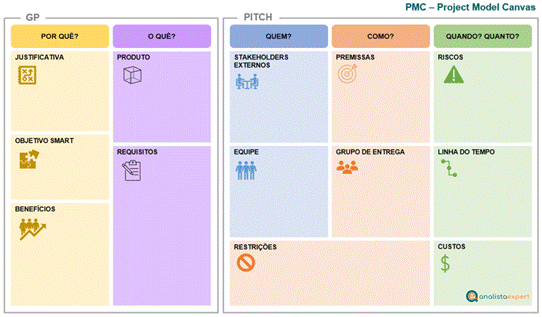 PMC – Project Model Canvas
GP
PITCH
POR QUÊ?
O QUÊ?
QUEM?
COMO?
QUANDO? QUANTO?
JUSTIFICATIVA
PRODUTO
STAKEHOLDERS
EXTERNOS
PREMISSAS
RISCOS
OBJETIVO SMART
REQUISITOS
EQUIPE
GRUPO DE ENTREGA
LINHA DO TEMPO
BENEFÍCIOS
RESTRIÇÕES
CUSTOS
analistaexpert